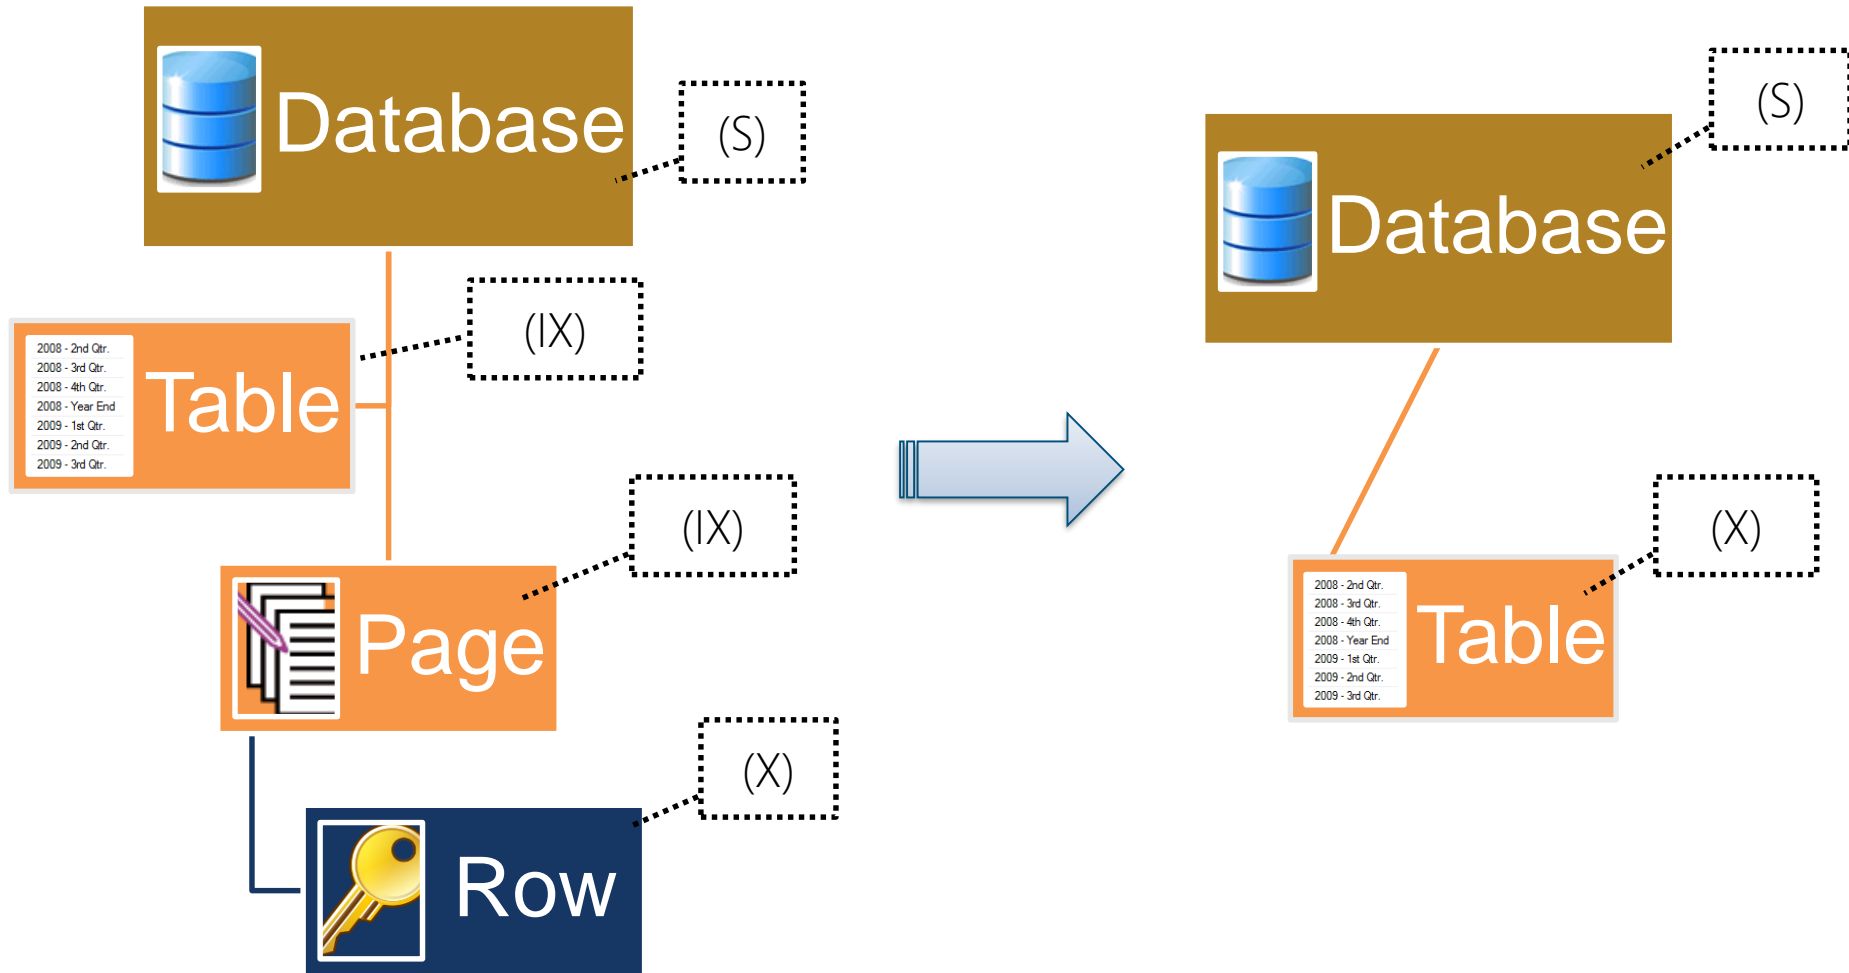 Database
(S)
(IX)
2008 - 2nd Qtr.
2008 - 3rd Qtr.
2008 - 4th Qtr.
2008 - Year End
2009 - 1st Qtr.
2009 - 2nd Qtr.
2009 - 3rd Qtr.
Table
(IX)
Page
(X)
Row
(S)
Database
(X)
2008 - 2nd Qtr.
2008 - 3rd Qtr.
2008 - 4th Qtr.
2008 - Year End
2009 - 1st Qtr.
2009 - 2nd Qtr.
2009 - 3rd Qtr.
Table